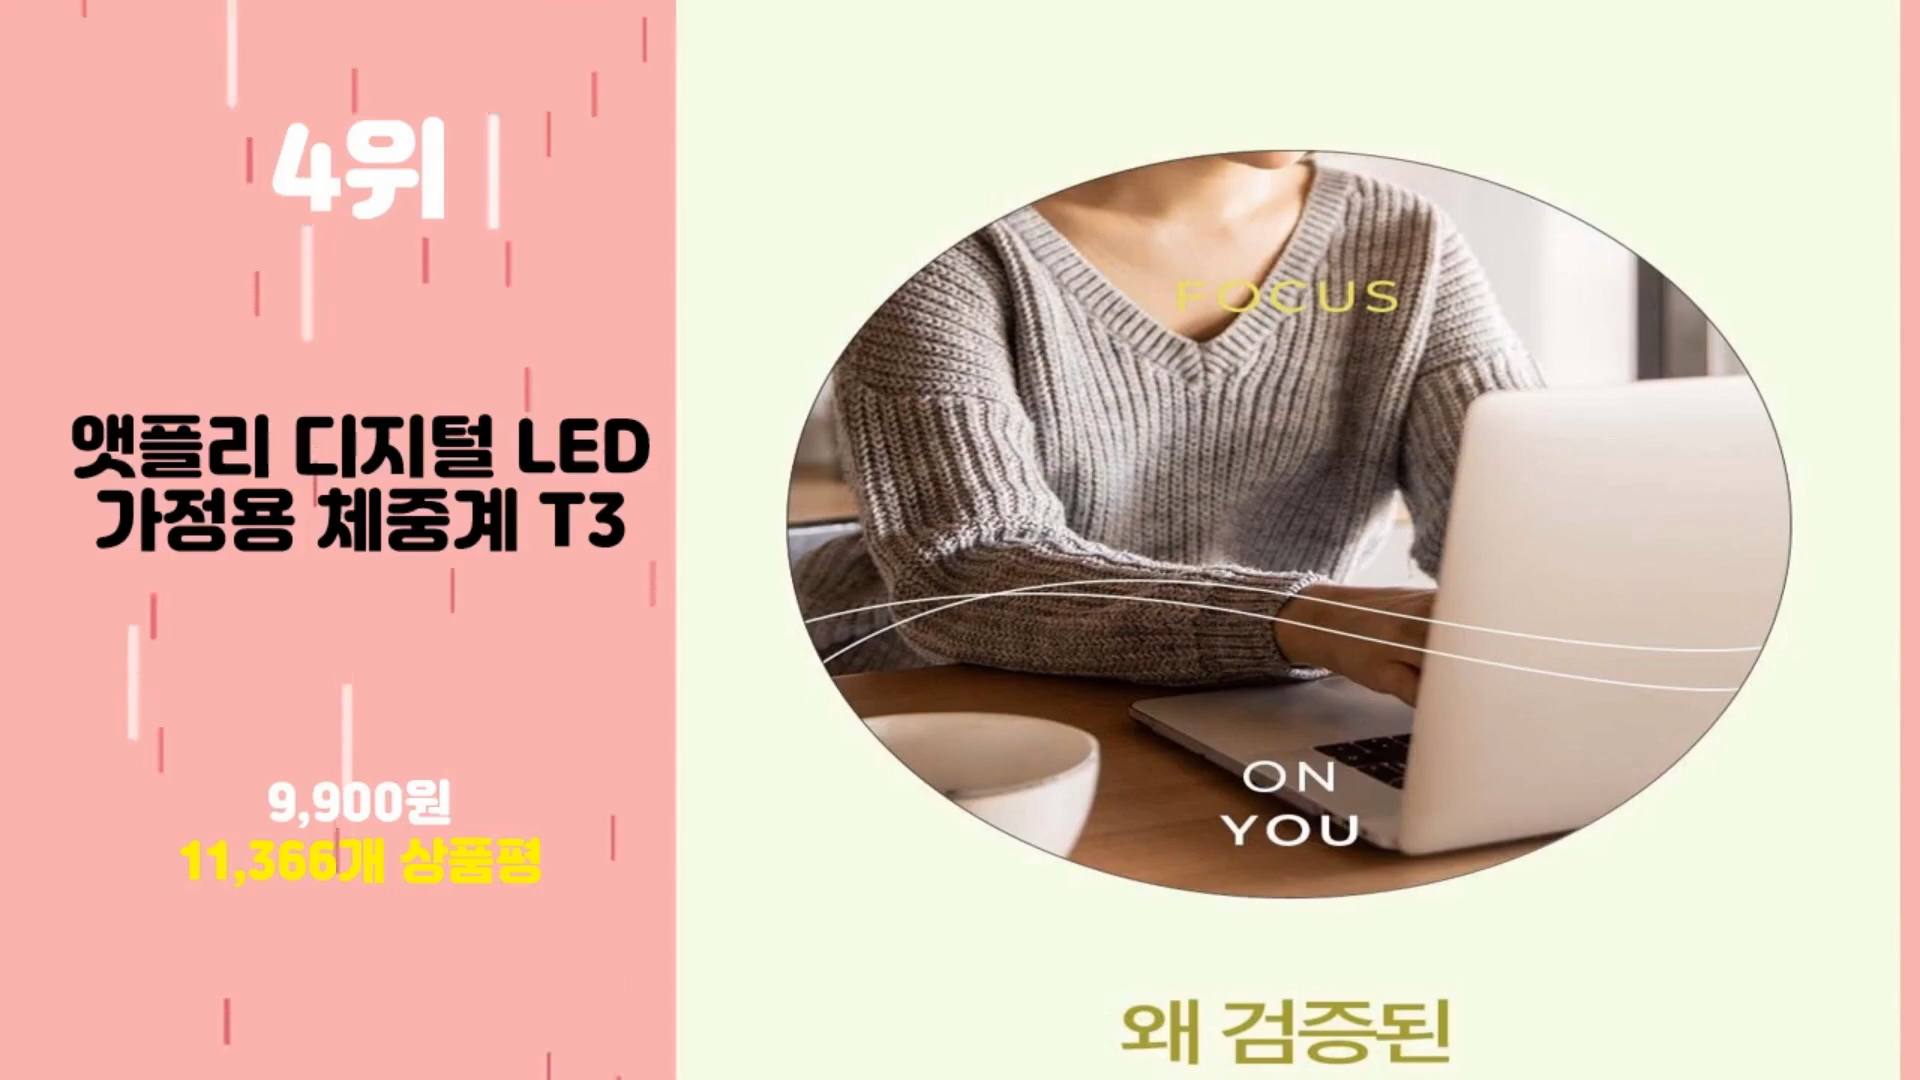 4위
앳플리 디지털 LED
가정용 체중계 T3
9,900원
11,366개 상품평
FOCUS
ON
YOU
왜 검증된